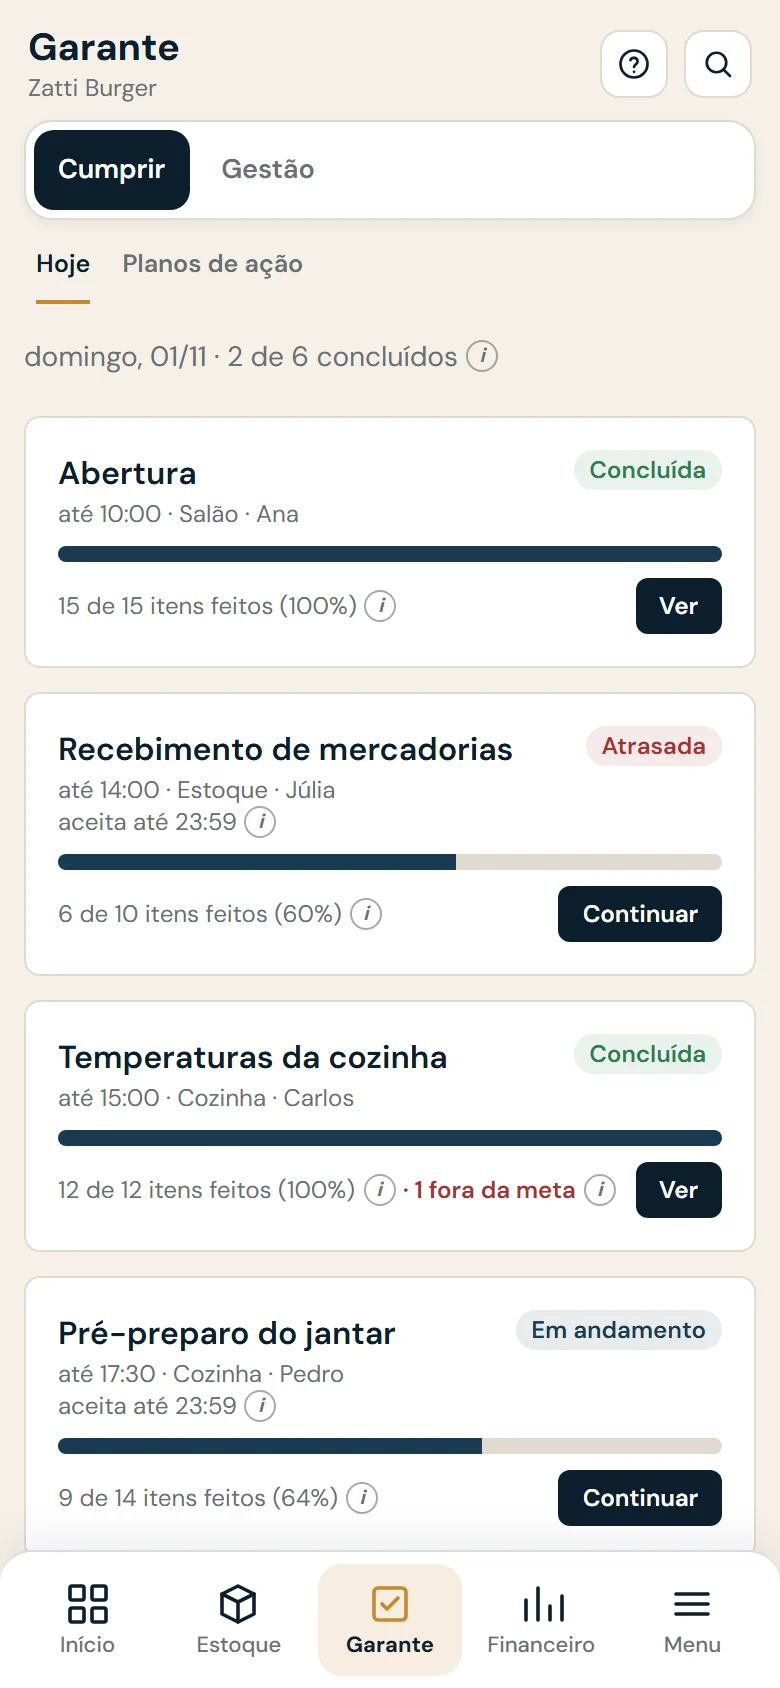 Garante
Zatti Burger
Cumprir
Gestão
Hoje
Planos de ação
domingo, 01/11 · 2 de 6 concluídos i
Abertura
Concluída
até 10:00 · Salão · Ana
15 de 15 itens feitos (100%) i
Ver
Recebimento de mercadorias
Atrasada
até 14:00 · Estoque · Júlia
aceita até 23:59 i
6 de 10 itens feitos (60%) i
Continuar
Temperaturas da cozinha
Concluída
até 15:00 · Cozinha · Carlos
12 de 12 itens feitos (100%) i · 1 fora da meta i
Ver
Pré-preparo do jantar
Em andamento
até 17:30 · Cozinha · Pedro
aceita até 23:59 i
9 de 14 itens feitos (64%) i
Continuar
Início
Estoque
Garante
Financeiro
Menu